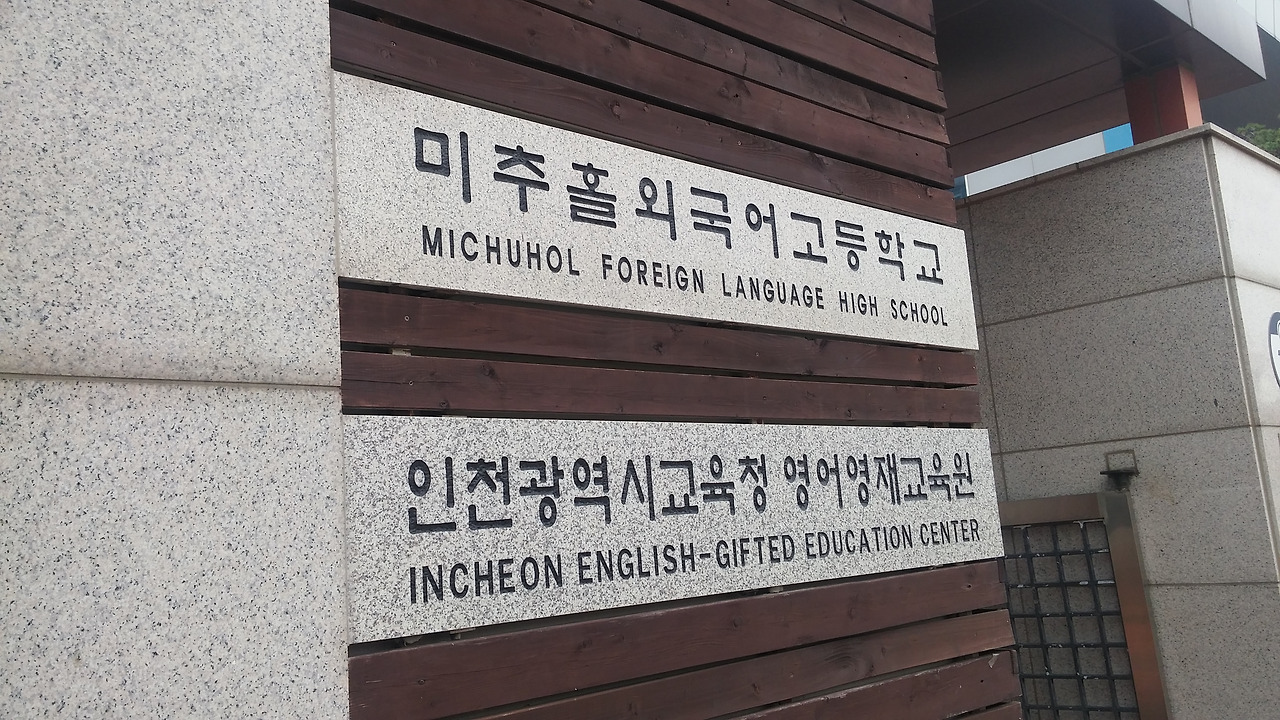 미추홀외국어고등학교
MICHUHOL FOREIGN LANGUAGE HIGH SCHOOL
인천광역시교육청 영어영재교육원
INCHEON ENGLISH-GIFTED EDUCATION CENTER